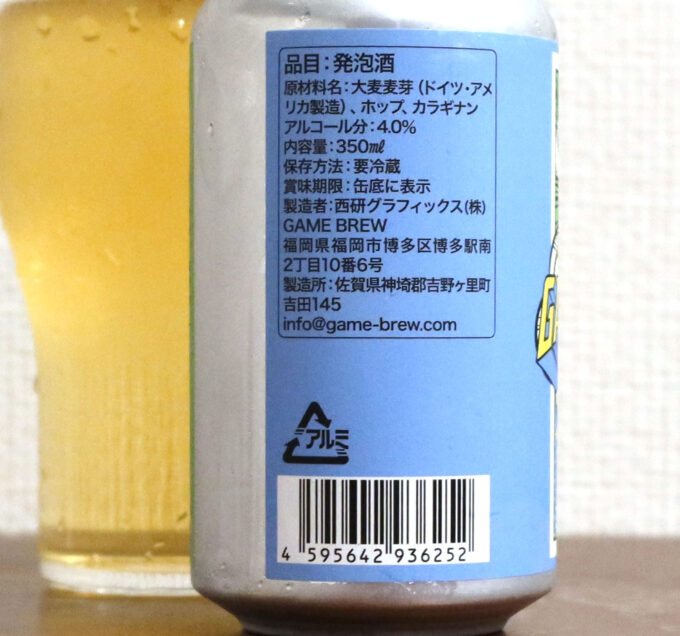 品目:発泡酒
原材料名:大麦麦芽(ドイツ・アメ
リカ製造)、ホップ、カラギナン
アルコール分:4.0%
内容量:350㎖
保存方法:要冷蔵
賞味期限:缶底に表示
製造者:西研グラフィックス(株)
GAME BREW
福岡県福岡市博多区博多駅南
2丁目10番6号
製造所:佐賀県神埼郡吉野ヶ里町
吉田145
info@game-brew.com
アルミ
4 595642 936252